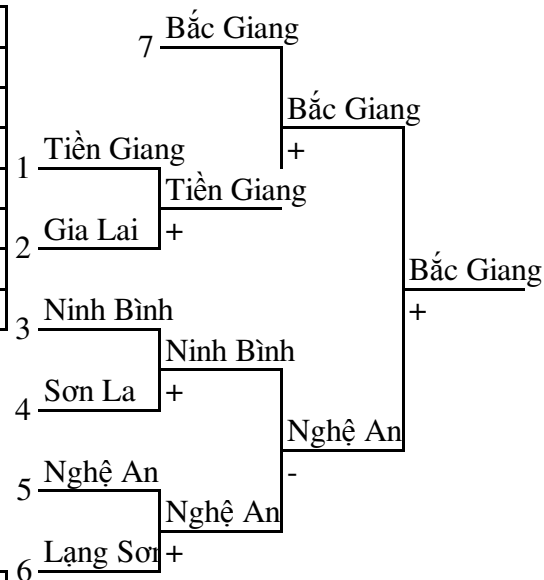 7 Bắc Giang
Bắc Giang
+
1 Tiền Giang
Tiền Giang
2 Gia Lai +
Bắc Giang
+
3 Ninh Bình
Ninh Bình
4 Sơn La +
Nghệ An
-
5 Nghệ An
Nghệ An
6 Lạng Sơn +